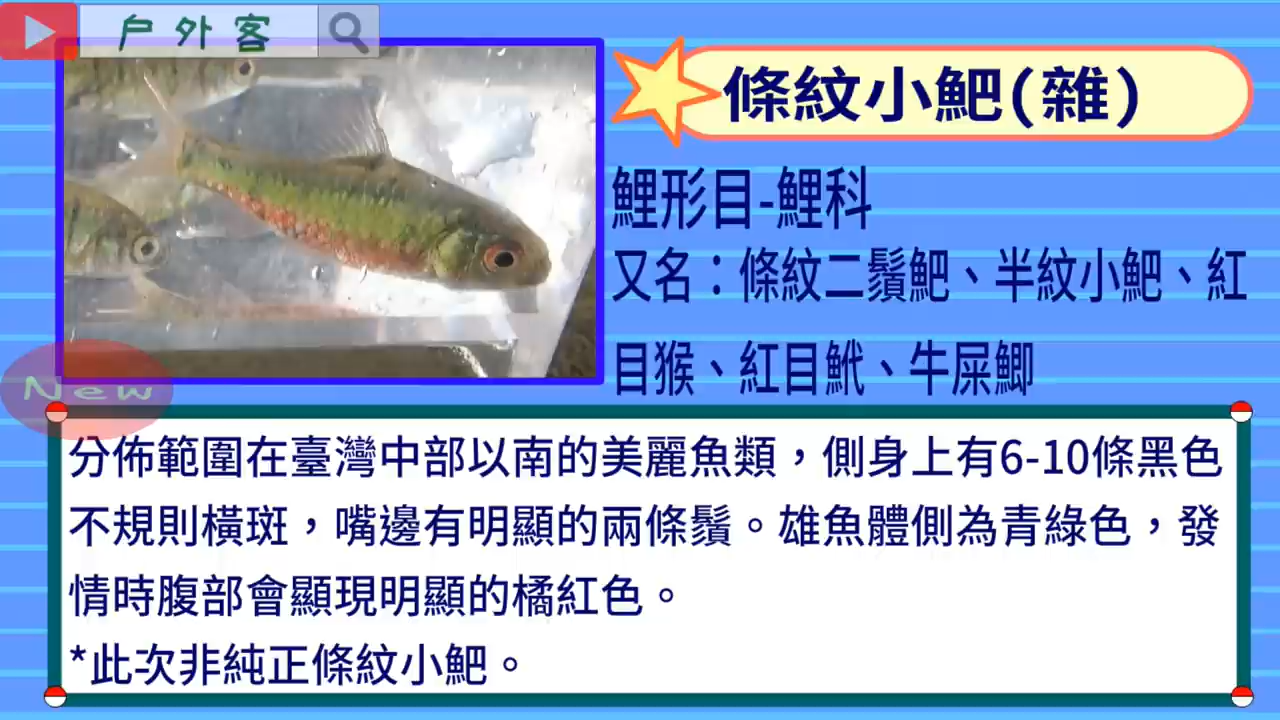 戶外客
條紋小䰾(雜)
鯉形目-鯉科
又名：條紋二鬚䰾、半紋小䰾、紅
目猴、紅目鮘、牛屎鯽
New
分佈範圍在臺灣中部以南的美麗魚類，側身上有6-10條黑色
不規則橫斑，嘴邊有明顯的兩條鬚。雄魚體側為青綠色，發
情時腹部會顯現明顯的橘紅色。
*此次非純正條紋小䰾。